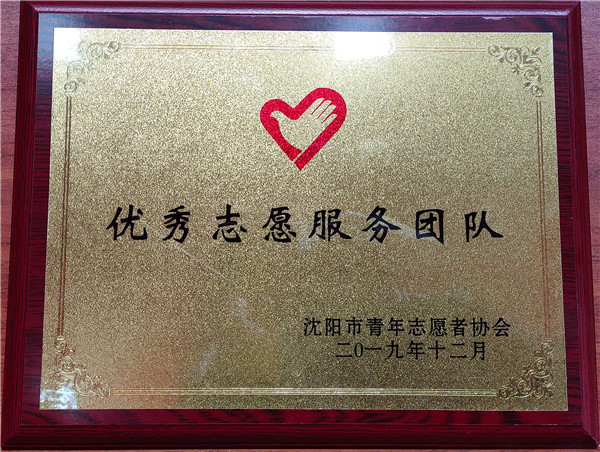 优秀志愿服务团队
沈阳市青年志愿者协会
二0一九年十二月